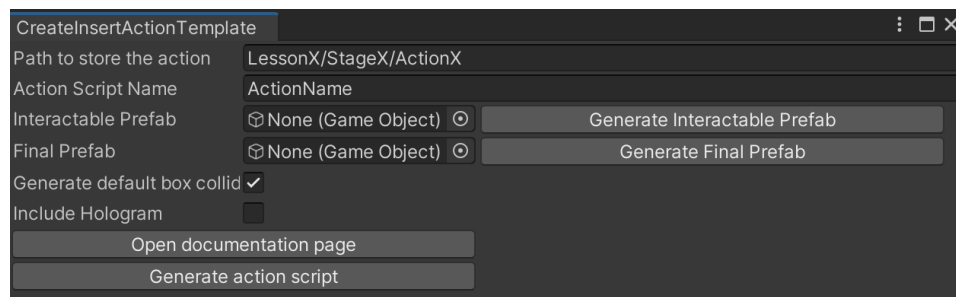 CreateInsertActionTemplate
Path to store the action LessonX/StageX/ActionX
Action Script Name ActionName
Interactable Prefab None (Game Object) Generate Interactable Prefab
Final Prefab None (Game Object) Generate Final Prefab
Generate default box collid
Include Hologram
Open documentation page
Generate action script